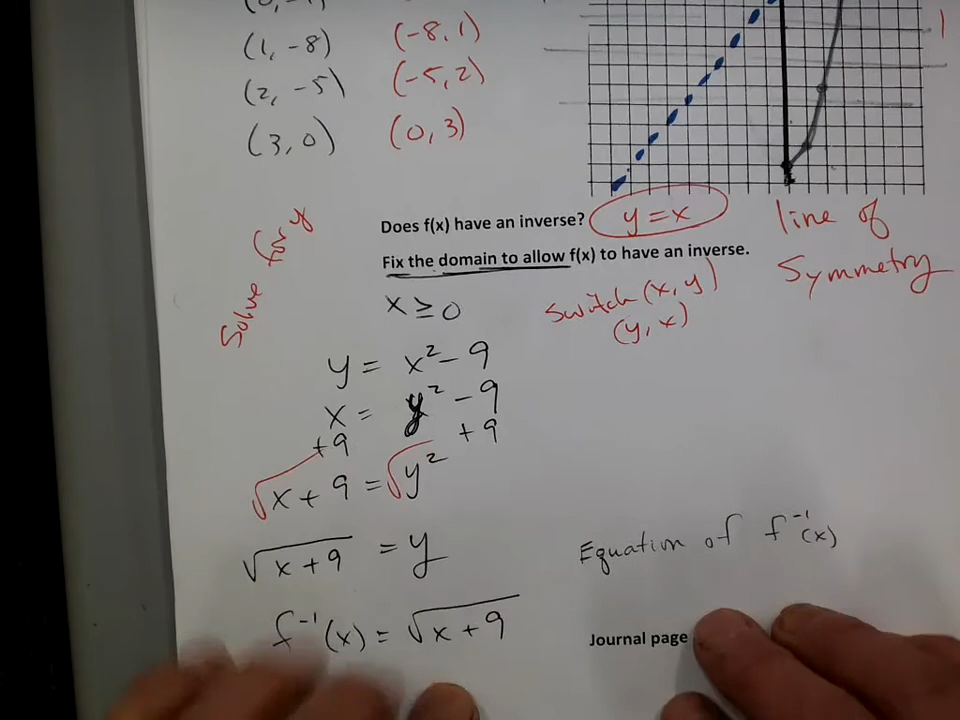 (1, -8) (-8, 1)
(2, -5) (-5, 2)
(3, 0) (0, 3)
Does f(x) have an inverse? y = x line of
Symmetry
Fix the domain to allow f(x) to have an inverse.
Solve for y
x ≥ 0
Switch (x, y)
(y, x)
y = x² - 9
x = y² - 9
+9 +9
√x + 9 = √y²
√x + 9 = y
Equation of f⁻¹(x)
f⁻¹(x) = √x + 9
Journal page